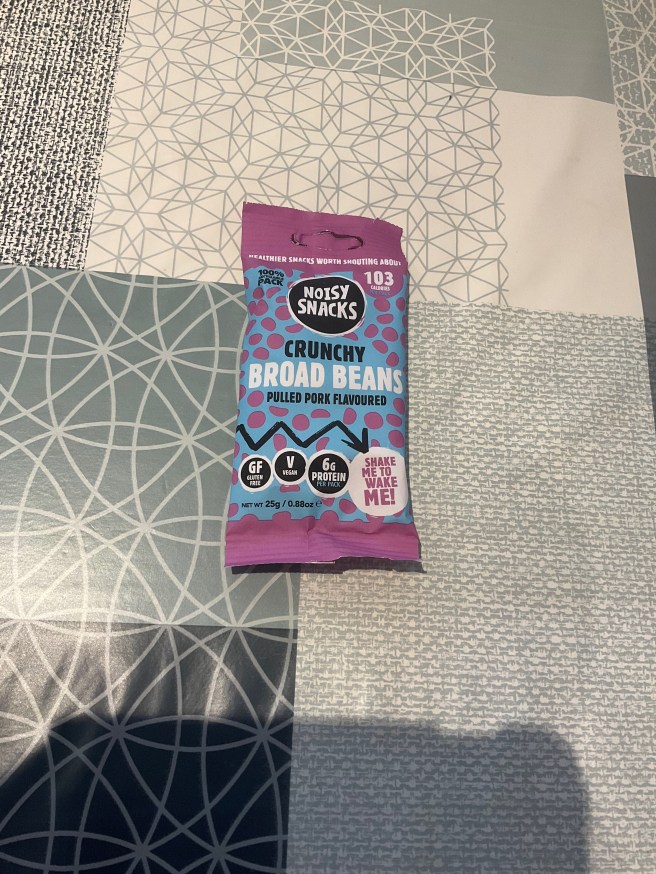 HEALTHIER SNACKS WORTH SHOUTING ABOUT
100%
PACK
103
CALORIES
NOISY
SNACKS
CRUNCHY
BROAD BEANS
PULLED PORK FLAVOURED
GF
GLUTEN
FREE
V
VEGAN
6G
PROTEIN
PER PACK
SHAKE
ME TO
WAKE
ME!
NET WT 25g / 0.88oz e